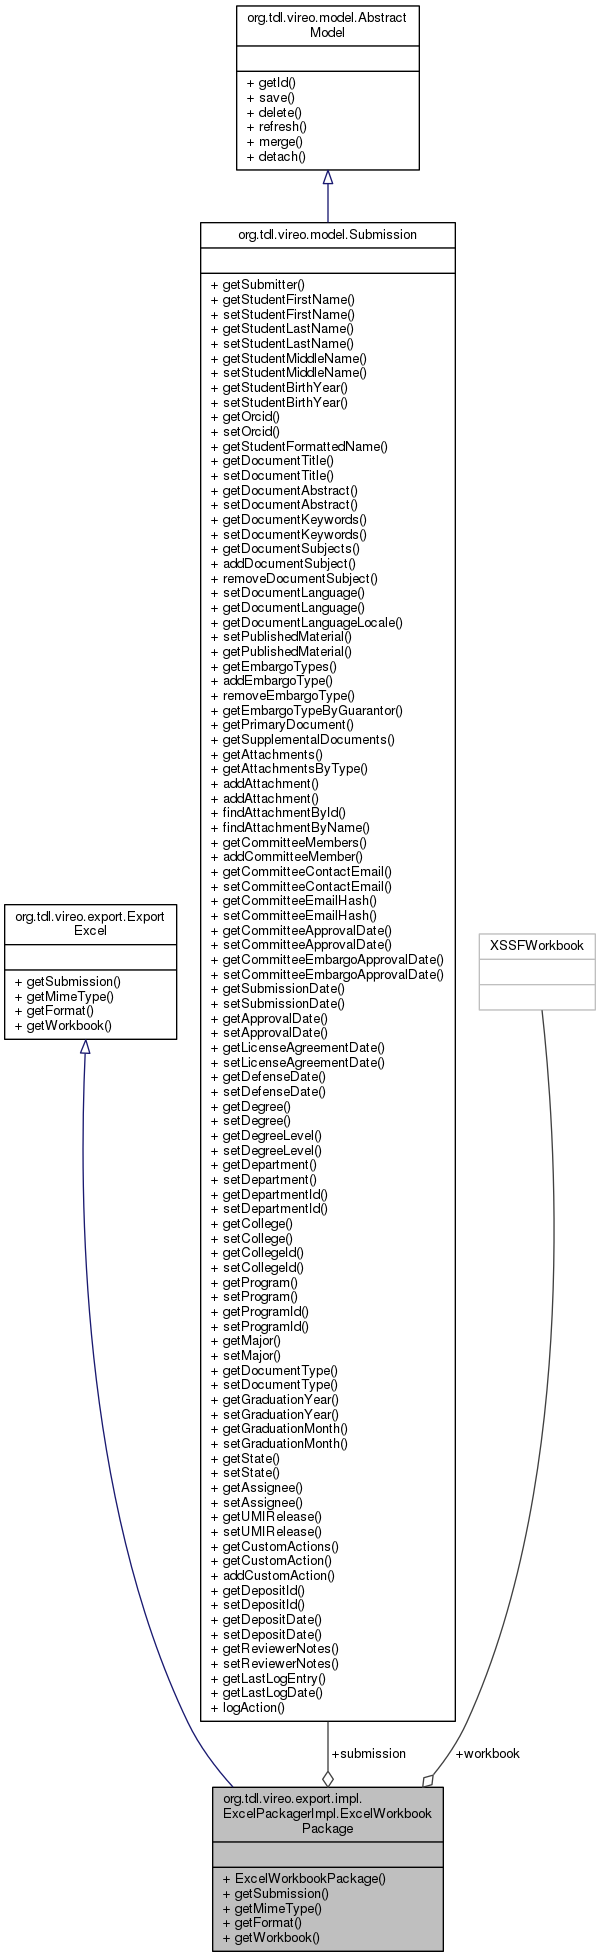 org.tdl.vireo.model.Abstract
Model
+ getId()
+ save()
+ delete()
+ refresh()
+ merge()
+ detach()
org.tdl.vireo.model.Submission
+ getSubmitter()
+ getStudentFirstName()
+ setStudentFirstName()
+ getStudentLastName()
+ setStudentLastName()
+ getStudentMiddleName()
+ setStudentMiddleName()
+ getStudentBirthYear()
+ setStudentBirthYear()
+ getOrcid()
+ setOrcid()
+ getStudentFormattedName()
+ getDocumentTitle()
+ setDocumentTitle()
+ getDocumentAbstract()
+ setDocumentAbstract()
+ getDocumentKeywords()
+ setDocumentKeywords()
+ getDocumentSubjects()
+ addDocumentSubject()
+ removeDocumentSubject()
+ setDocumentLanguage()
+ getDocumentLanguage()
+ getDocumentLanguageLocale()
+ setPublishedMaterial()
+ getPublishedMaterial()
+ getEmbargoTypes()
+ addEmbargoType()
+ removeEmbargoType()
+ getEmbargoTypeByGuarantor()
+ getPrimaryDocument()
+ getSupplementalDocuments()
+ getAttachments()
+ getAttachmentsByType()
+ addAttachment()
+ addAttachment()
+ findAttachmentById()
+ findAttachmentByName()
+ getCommitteeMembers()
+ addCommitteeMember()
+ getCommitteeContactEmail()
+ setCommitteeContactEmail()
+ getCommitteeEmailHash()
+ setCommitteeEmailHash()
+ getCommitteeApprovalDate()
+ setCommitteeApprovalDate()
+ getCommitteeEmbargoApprovalDate()
+ setCommitteeEmbargoApprovalDate()
+ getSubmissionDate()
+ setSubmissionDate()
+ getApprovalDate()
+ setApprovalDate()
+ getLicenseAgreementDate()
+ setLicenseAgreementDate()
+ getDefenseDate()
+ setDefenseDate()
+ getDegree()
+ setDegree()
+ getDegreeLevel()
+ setDegreeLevel()
+ getDepartment()
+ setDepartment()
+ getDepartmentId()
+ setDepartmentId()
+ getCollege()
+ setCollege()
+ getCollegeId()
+ setCollegeId()
+ getProgram()
+ setProgram()
+ getProgramId()
+ setProgramId()
+ getMajor()
+ setMajor()
+ getDocumentType()
+ setDocumentType()
+ getGraduationYear()
+ setGraduationYear()
+ getGraduationMonth()
+ setGraduationMonth()
+ getState()
+ setState()
+ getAssignee()
+ setAssignee()
+ getUMIRelease()
+ setUMIRelease()
+ getCustomActions()
+ getCustomAction()
+ addCustomAction()
+ getDepositId()
+ setDepositId()
+ getDepositDate()
+ setDepositDate()
+ getReviewerNotes()
+ setReviewerNotes()
+ getLastLogEntry()
+ getLastLogDate()
+ logAction()
org.tdl.vireo.export.Export
Excel
+ getSubmission()
+ getMimeType()
+ getFormat()
+ getWorkbook()
XSSFWorkbook
+submission
+workbook
org.tdl.vireo.export.impl.
ExcelPackagerImpl.ExcelWorkbook
Package
+ ExcelWorkbookPackage()
+ getSubmission()
+ getMimeType()
+ getFormat()
+ getWorkbook()